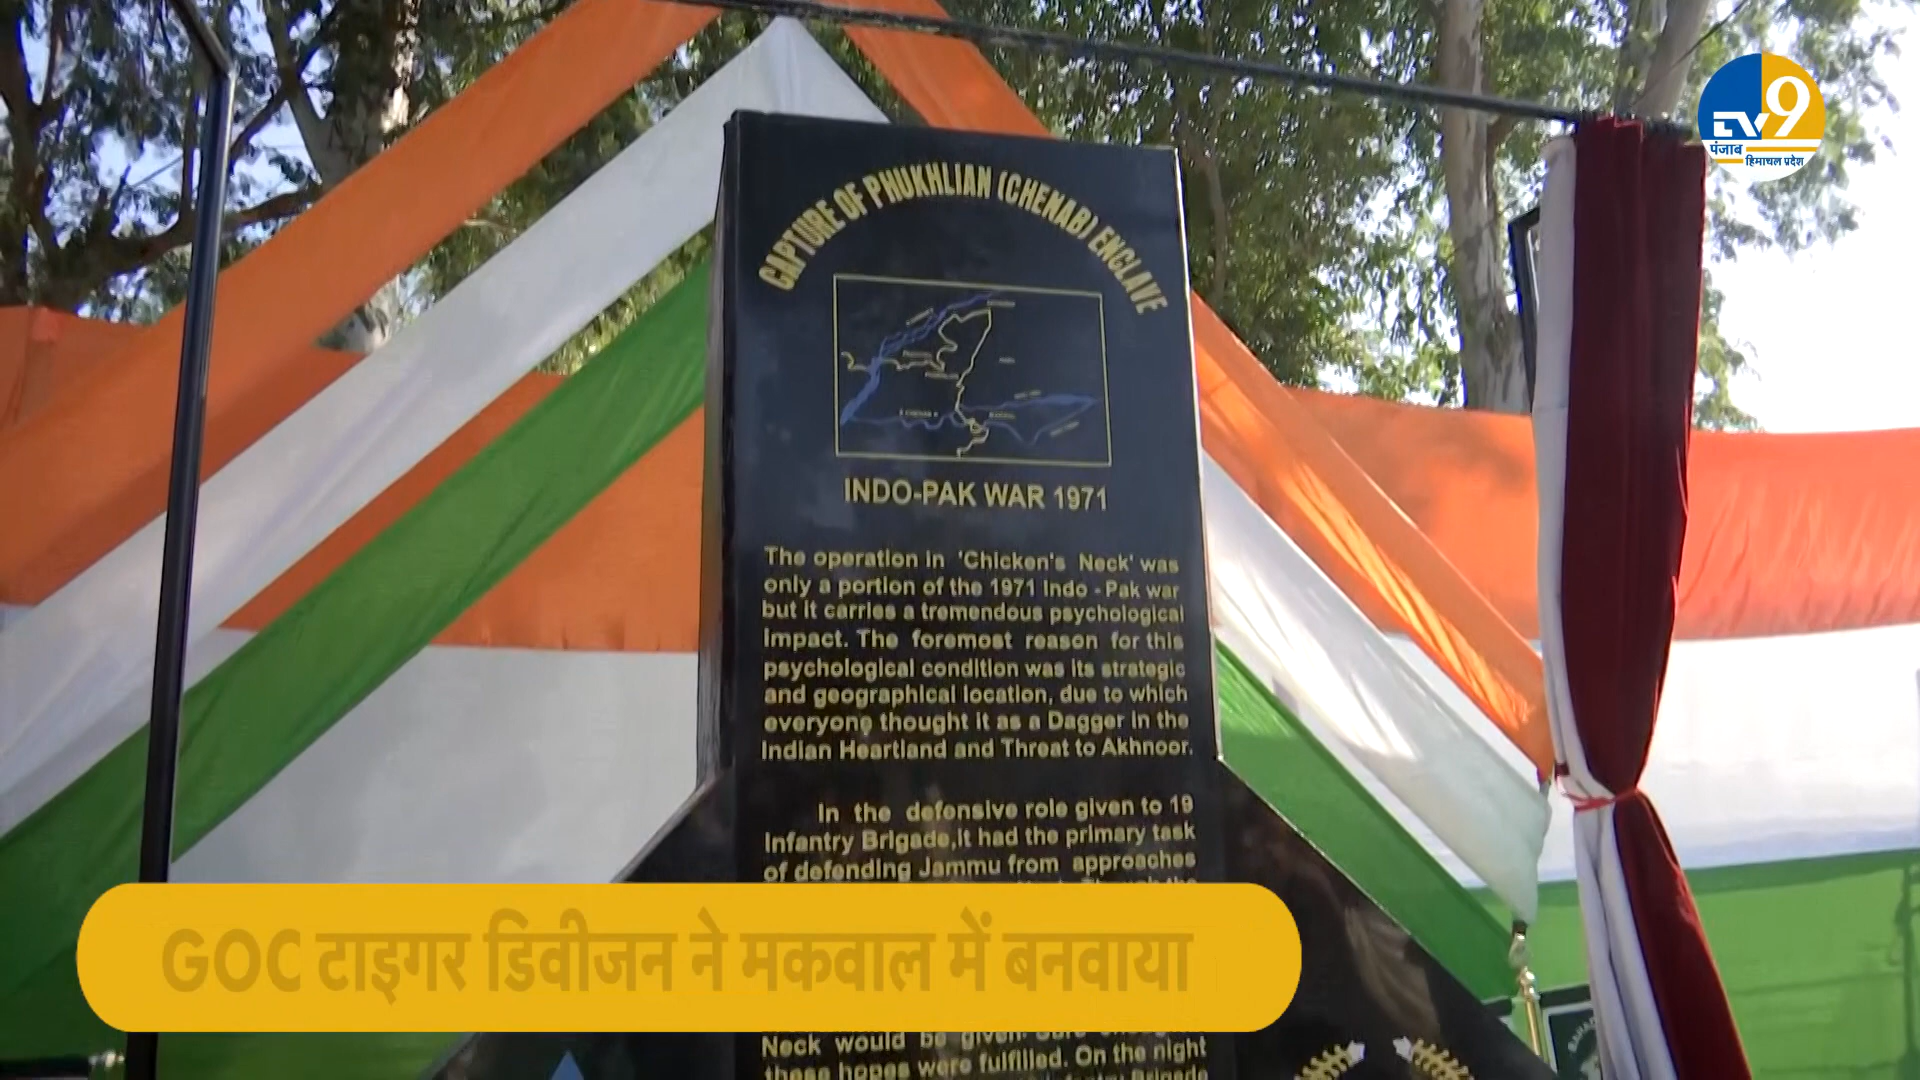 TV9
पंजाब
हिमाचल प्रदेश
CAPTURE OF PHUKHLIAN (CHENAB) ENCLAVE
INDO-PAK WAR 1971
The operation in 'Chicken's Neck' was
only a portion of the 1971 Indo - Pak war
but it carries a tremendous psychological
impact. The foremost reason for this
psychological condition was its strategic
and geographical location, due to which
everyone thought it as a Dagger in the
Indian Heartland and Threat to Akhnoor.
In the defensive role given to 19
Infantry Brigade,it had the primary task
of defending Jammu from approaches
GOC टाइगर डिवीजन ने मकवाल में बनवाया
Neck would be given.
these hopes were fulfilled. On the night
Brigade